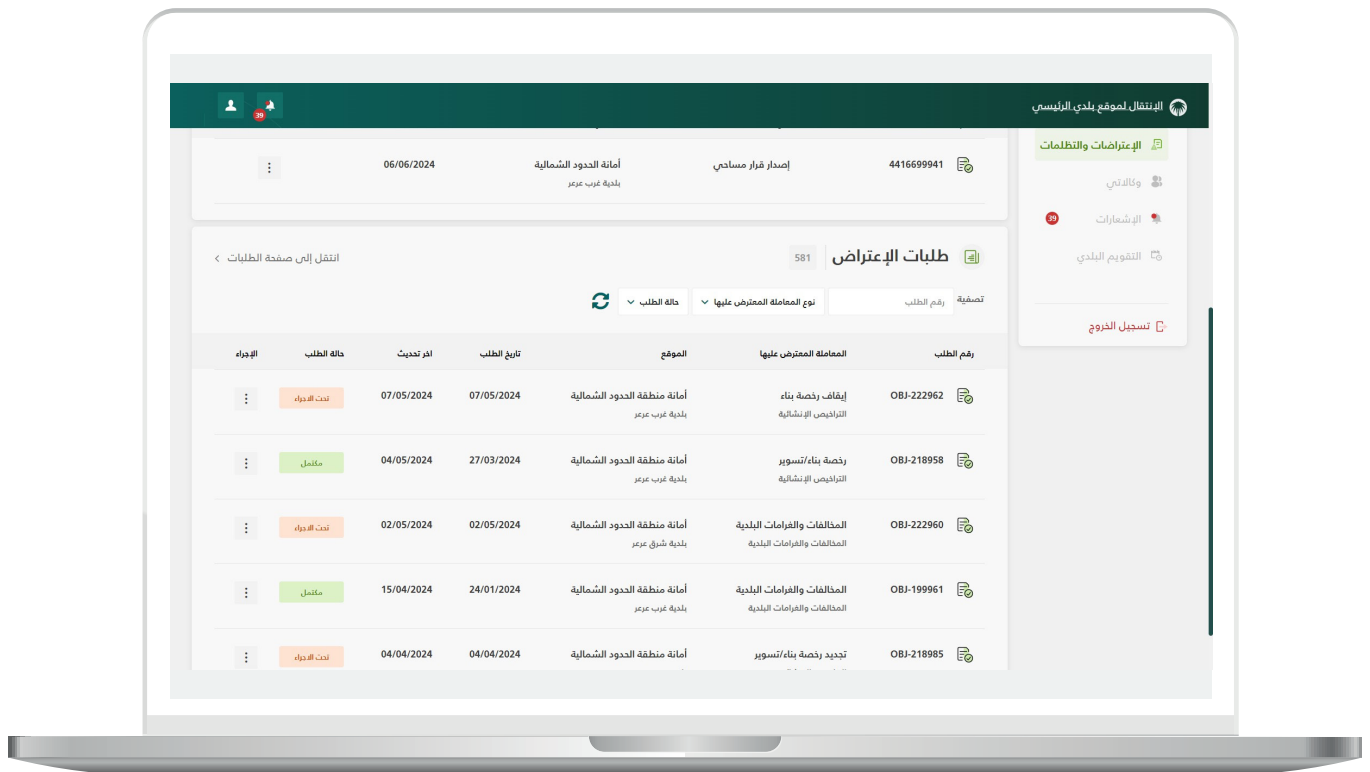 الإنتقال لموقع بلدي الرئيسي
39
الإعتراضات والتظلمات
وكالاتي
الإشعارات 39
التقويم البلدي
تسجيل الخروج
4416699941 إصدار قرار مساحي أمانة الحدود الشمالية 06/06/2024
بلدية غرب عرعر
طلبات الإعتراض 581 انتقل إلى صفحة الطلبات
تصفية رقم الطلب نوع المعاملة المعترض عليها حالة الطلب
رقم الطلب المعاملة المعترض عليها الموقع تاريخ الطلب اخر تحديث حالة الطلب الإجراء
OBJ-222962 إيقاف رخصة بناء أمانة منطقة الحدود الشمالية 07/05/2024 07/05/2024 تحت الاجراء
التراخيص الإنشائية بلدية غرب عرعر
OBJ-218958 رخصة بناء/تسوير أمانة منطقة الحدود الشمالية 27/03/2024 04/05/2024 مكتمل
التراخيص الإنشائية بلدية غرب عرعر
OBJ-222960 المخالفات والغرامات البلدية أمانة منطقة الحدود الشمالية 02/05/2024 02/05/2024 تحت الاجراء
المخالفات والغرامات البلدية بلدية شرق عرعر
OBJ-199961 المخالفات والغرامات البلدية أمانة منطقة الحدود الشمالية 24/01/2024 15/04/2024 مكتمل
المخالفات والغرامات البلدية بلدية غرب عرعر
OBJ-218985 تجديد رخصة بناء/تسوير أمانة منطقة الحدود الشمالية 04/04/2024 04/04/2024 تحت الاجراء